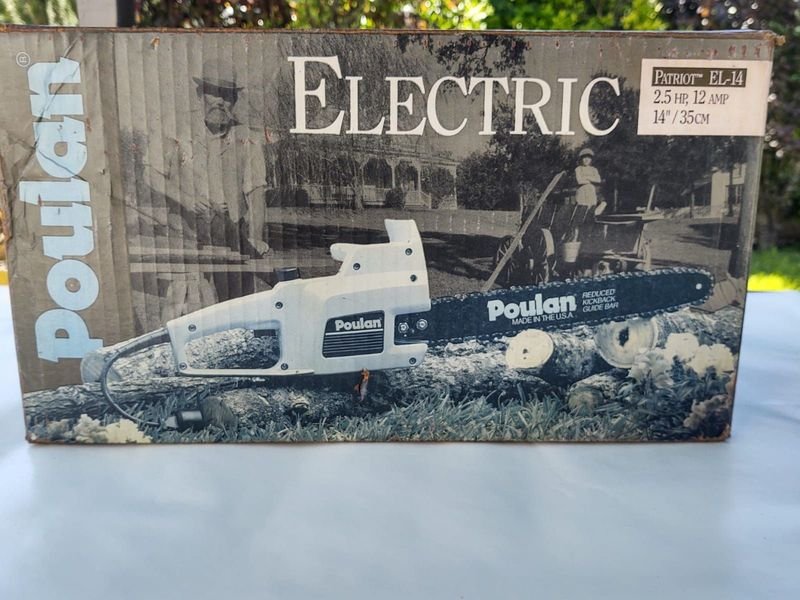 Poulan®
ELECTRIC
PATRIOT™ EL-14
2.5 HP, 12 AMP
14"/35CM
Poulan
Poulan
MADE IN THE U.S.A.
REDUCED
KICKBACK
GUIDE BAR